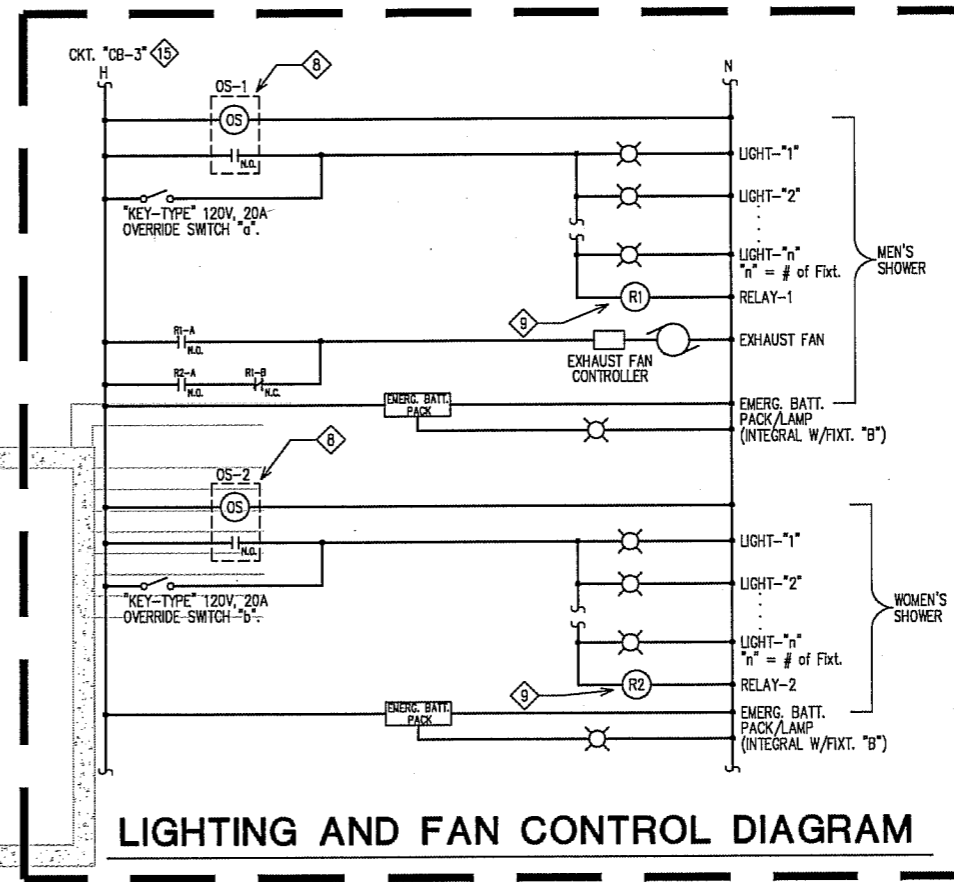 CKT. "CB-3" 15
H
N
OS-1
8
OS
N.O.
"KEY-TYPE" 120V, 20A
OVERRIDE SWITCH "a".
LIGHT-"1"
LIGHT-"2"
LIGHT-"n"
"n" = # of Fixt.
R1
RELAY-1
9
MEN'S
SHOWER
R1-A
N.O.
R2-A
N.O.
R1-B
N.C.
EXHAUST FAN
CONTROLLER
EXHAUST FAN
EMERG. BATT.
PACK
EMERG. BATT.
PACK/LAMP
(INTEGRAL W/FIXT. "B")
8
OS-2
OS
N.O.
"KEY-TYPE" 120V, 20A
OVERRIDE SWITCH "b".
LIGHT-"1"
LIGHT-"2"
LIGHT-"n"
"n" = # of Fixt.
R2
RELAY-2
9
WOMEN'S
SHOWER
EMERG. BATT.
PACK
EMERG. BATT.
PACK/LAMP
(INTEGRAL W/FIXT. "B")
LIGHTING AND FAN CONTROL DIAGRAM